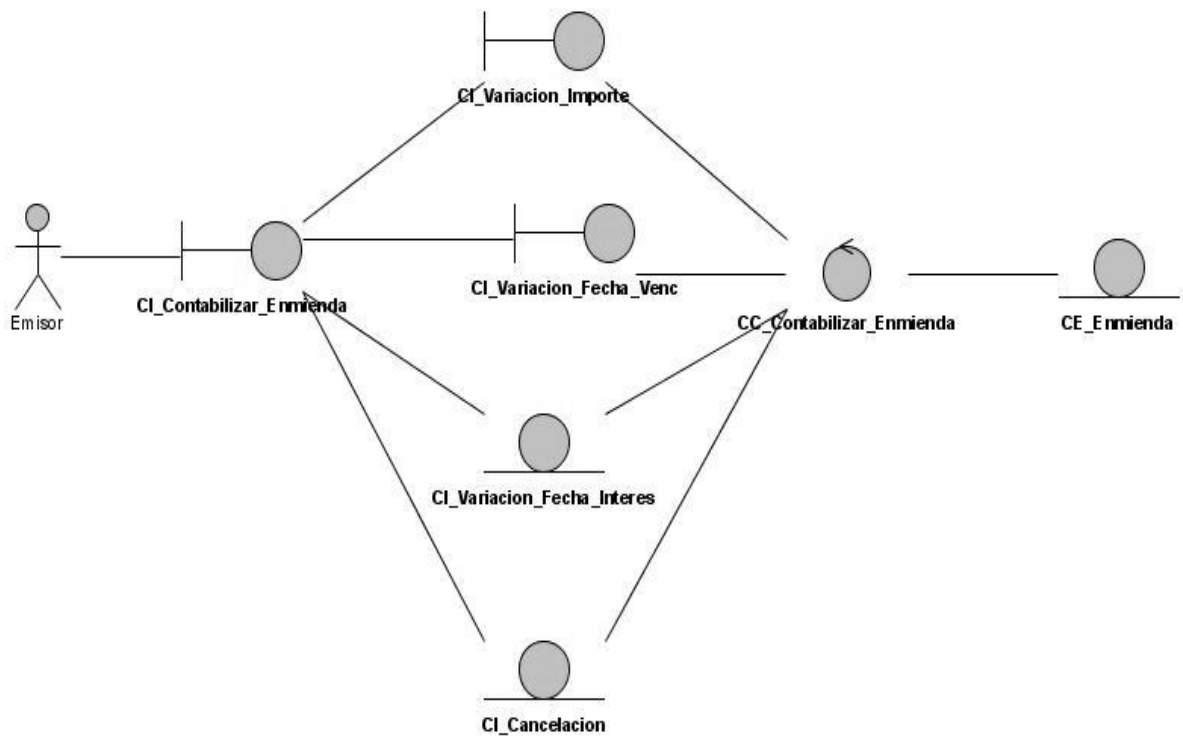 CI_Variacion_Importe
Emisor
CI_Contabilizar_Enmienda
CI_Variacion_Fecha_Venc
CC_Contabilizar_Enmienda
CE_Enmienda
CI_Variacion_Fecha_Interes
CI_Cancelacion